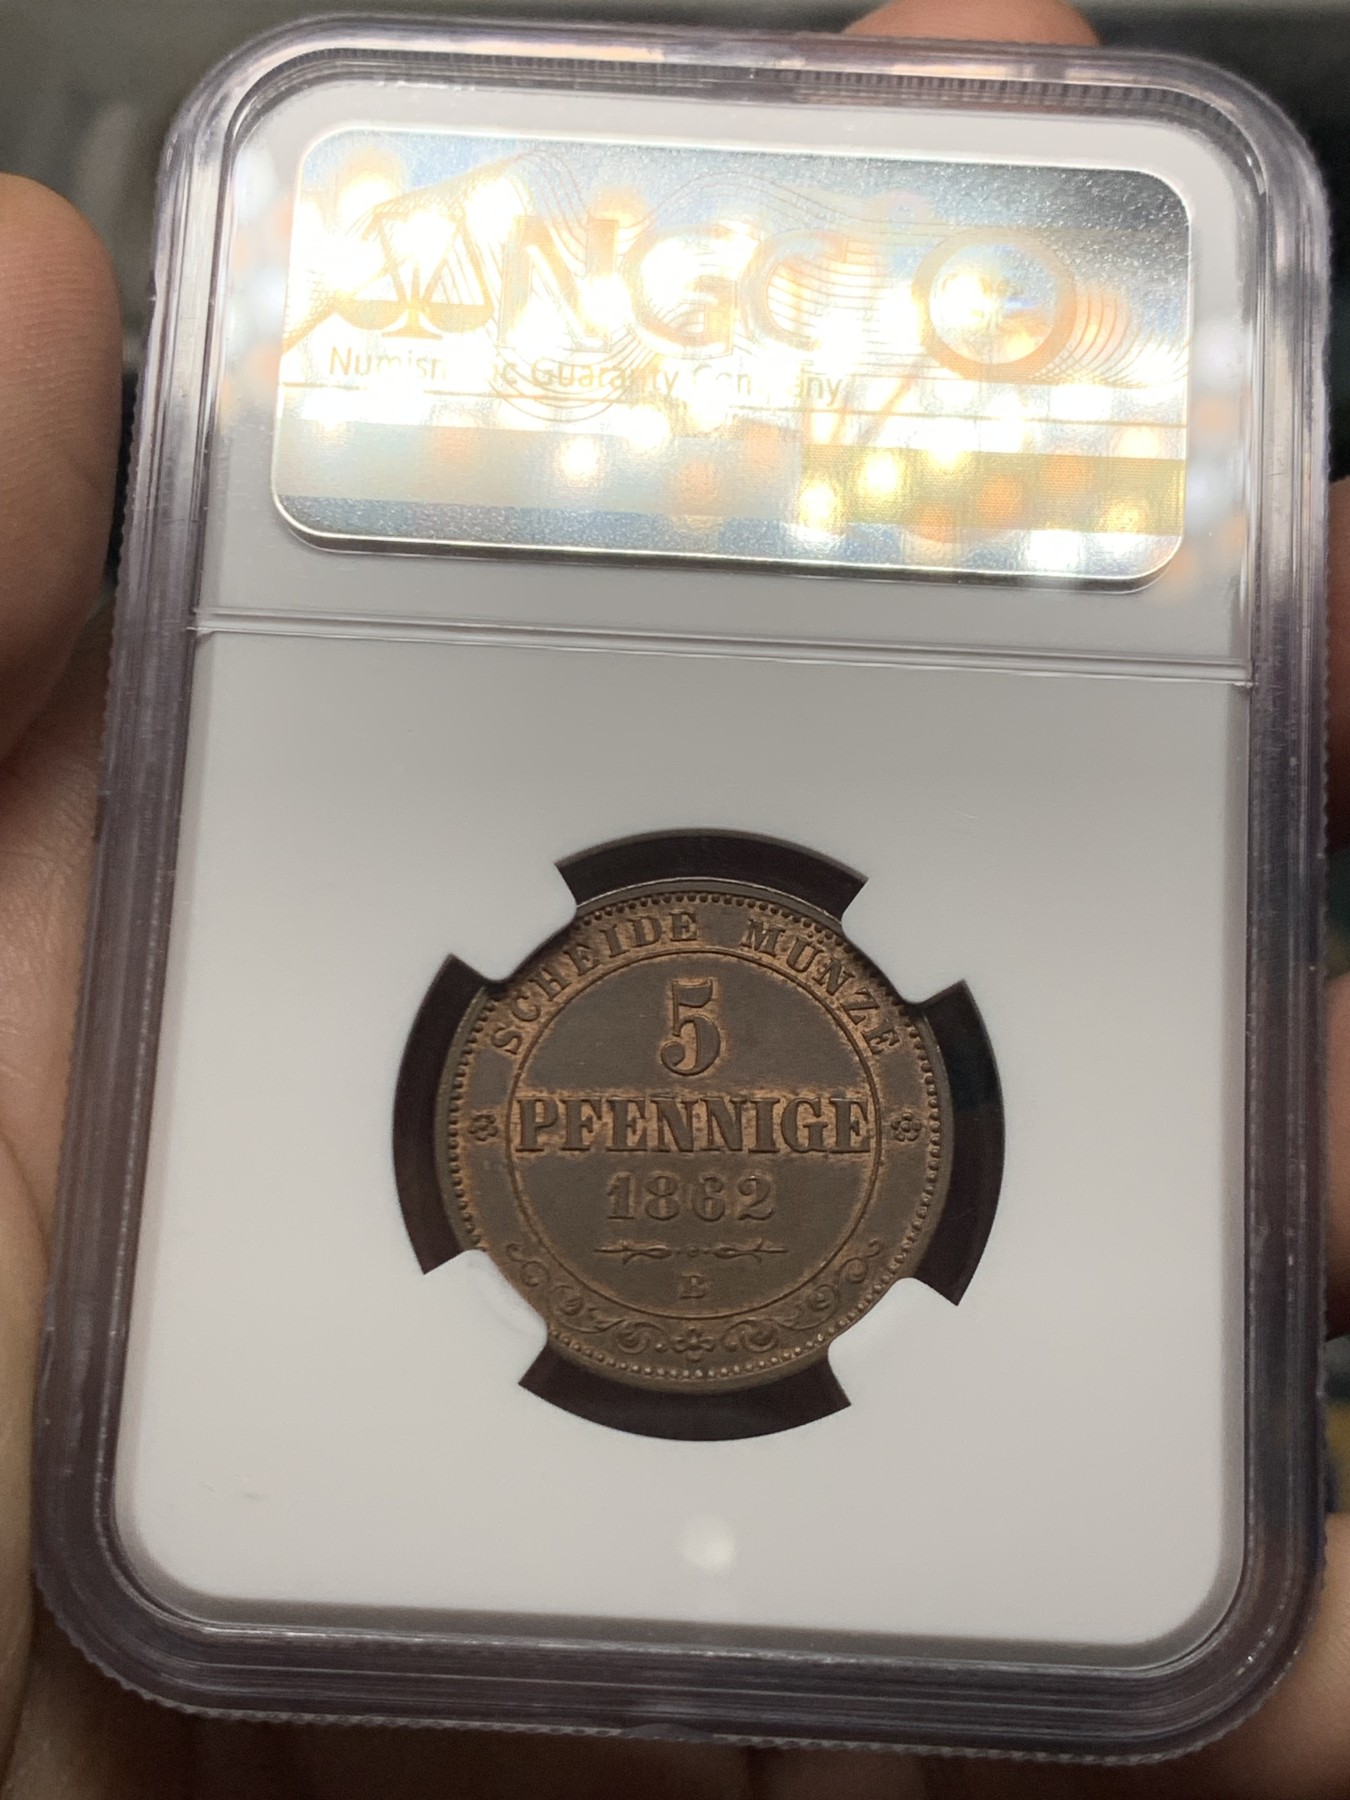 NGC
Numismatic Guaranty Company
SCHEIDE MÜNZE
5
PFENNIGE
1862
B